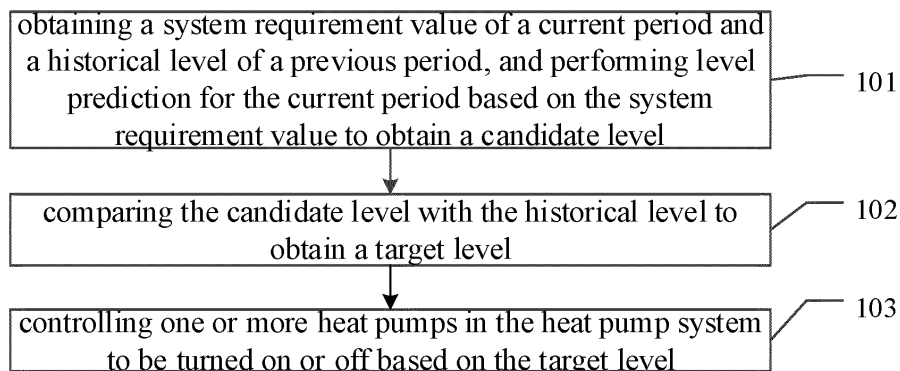 obtaining a system requirement value of a current period and
a historical level of a previous period, and performing level
prediction for the current period based on the system
requirement value to obtain a candidate level
101
comparing the candidate level with the historical level to
obtain a target level
102
controlling one or more heat pumps in the heat pump system
to be turned on or off based on the target level
103